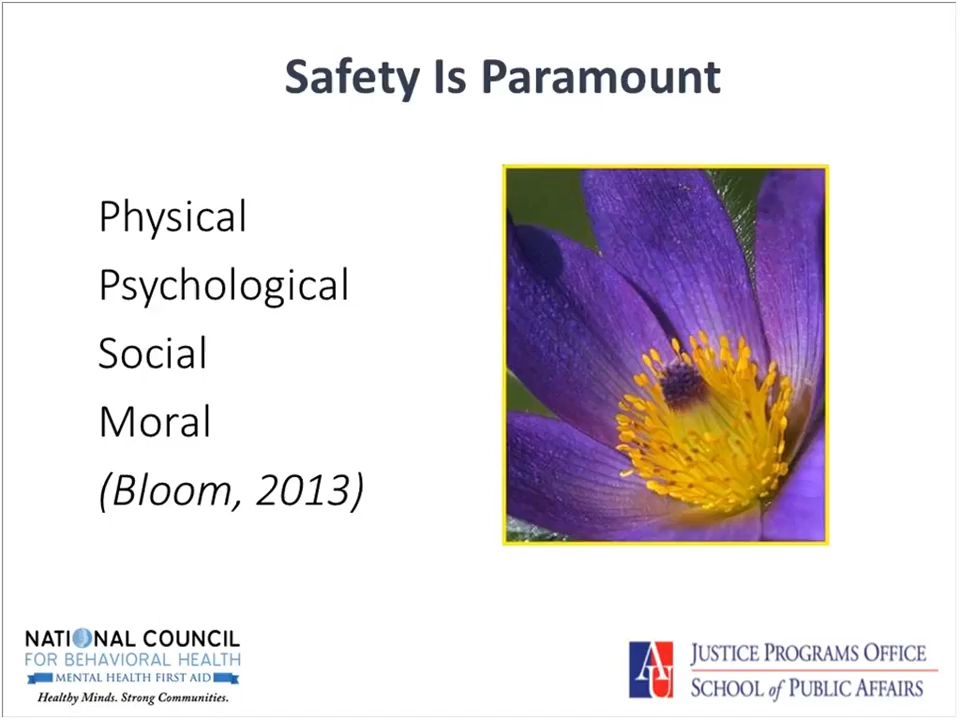 Safety Is Paramount
Physical
Psychological
Social
Moral
(Bloom, 2013)
NATIONAL COUNCIL
FOR BEHAVIORAL HEALTH
MENTAL HEALTH FIRST AID
Healthy Minds. Strong Communities.
AU
JUSTICE PROGRAMS OFFICE
SCHOOL of PUBLIC AFFAIRS